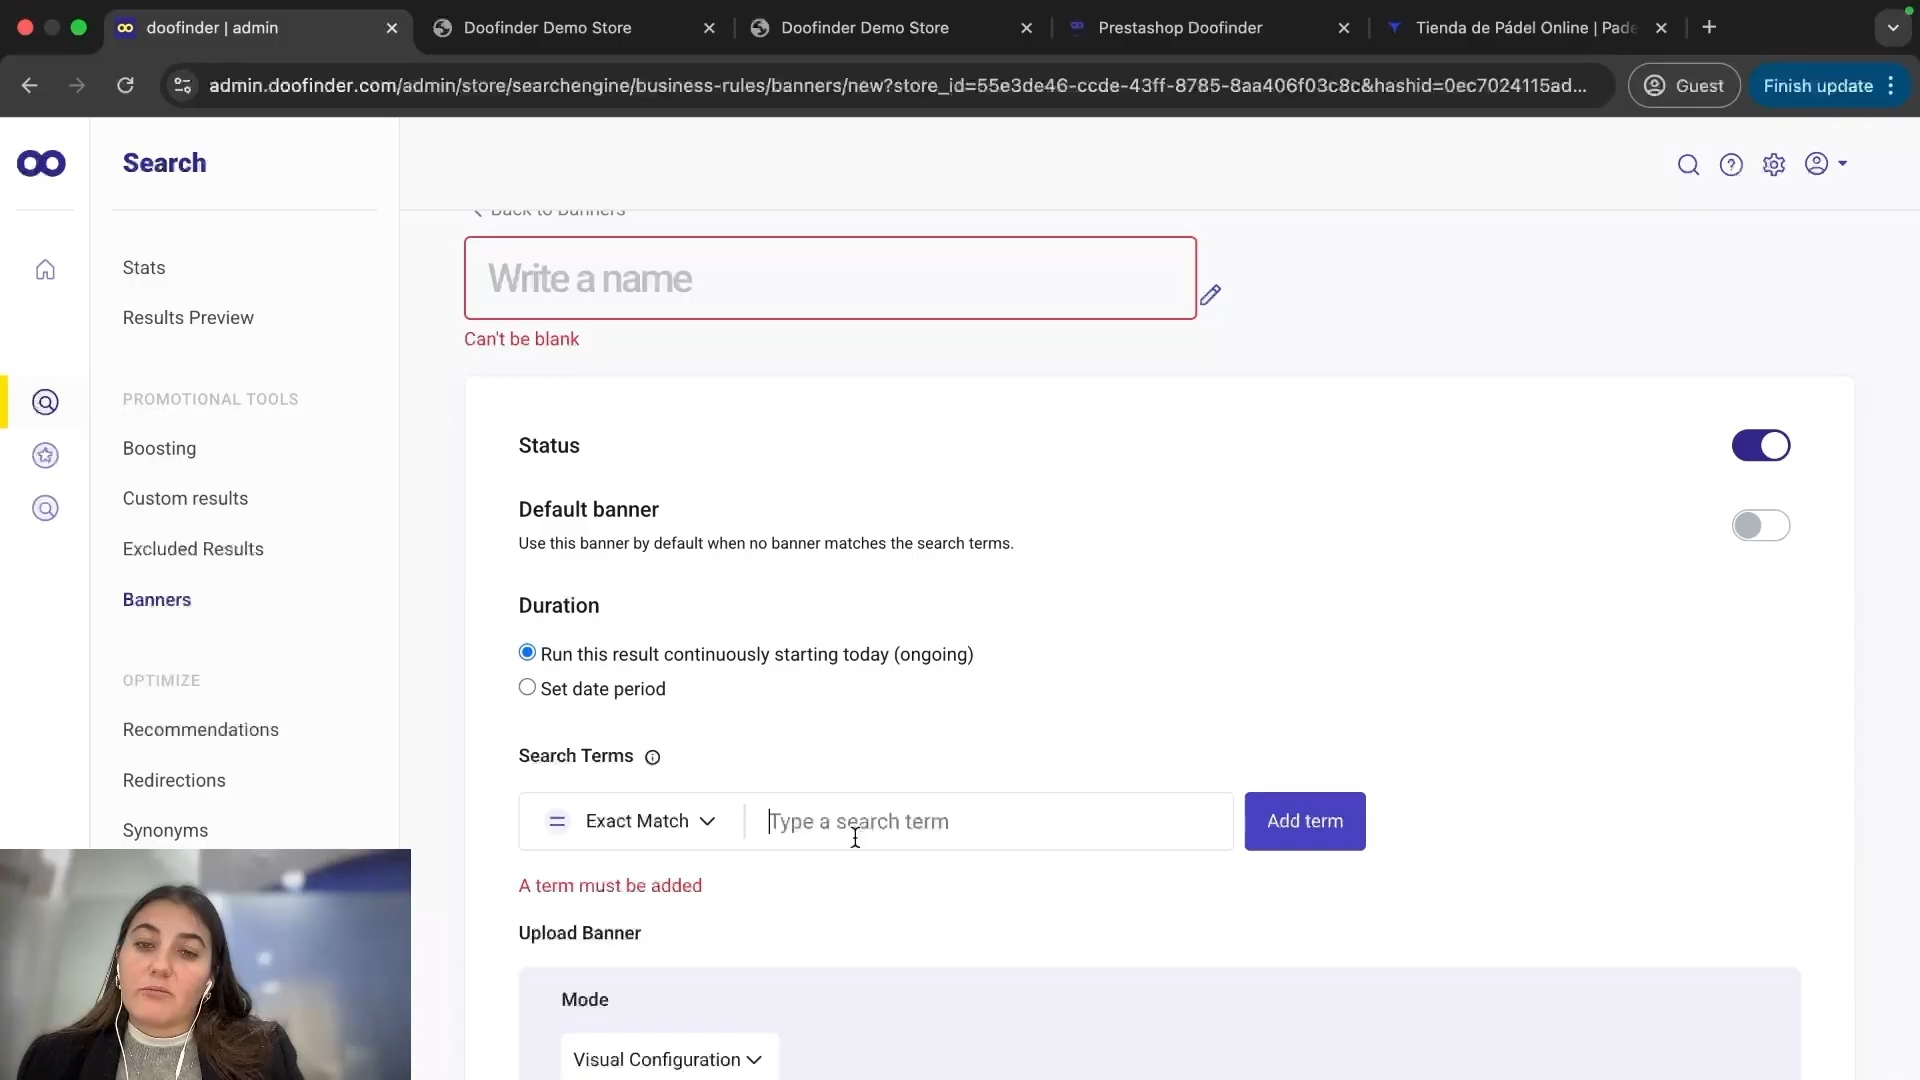 doofinder | admin
Doofinder Demo Store
Doofinder Demo Store
Prestashop Doofinder
Tienda de Pádel Online | Pade
admin.doofinder.com/admin/store/searchengine/business-rules/banners/new?store_id=55e3de46-ccde-43ff-8785-8aa406f03c8c&hashid=0ec7024115ad...
Guest
Finish update
Search
Stats
Results Preview
PROMOTIONAL TOOLS
Boosting
Custom results
Excluded Results
Banners
OPTIMIZE
Recommendations
Redirections
Synonyms
Back to Banners
Write a name
Can't be blank
Status
Default banner
Use this banner by default when no banner matches the search terms.
Duration
Run this result continuously starting today (ongoing)
Set date period
Search Terms
Exact Match
Type a search term
Add term
A term must be added
Upload Banner
Mode
Visual Configuration